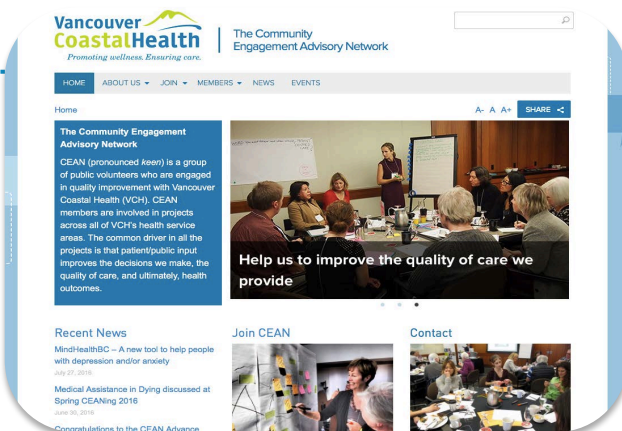 Vancouver
CoastalHealth
Promoting wellness. Ensuring care.
The Community
Engagement Advisory Network
HOME ABOUT US JOIN MEMBERS NEWS EVENTS
Home
A- A A+ SHARE
The Community Engagement
Advisory Network
CEAN (pronounced keen) is a group
of public volunteers who are engaged
in quality improvement with Vancouver
Coastal Health (VCH). CEAN
members are involved in projects
across all of VCH's health service
areas. The common driver in all the
projects is that patient/public input
improves the decisions we make, the
quality of care, and ultimately, health
outcomes.
Help us to improve the quality of care we
provide
Recent News
MindHealthBC – A new tool to help people
with depression and/or anxiety
July 27, 2016
Medical Assistance in Dying discussed at
Spring CEANing 2016
June 30, 2016
Congratulations to the CEAN Advance
Join CEAN
Contact